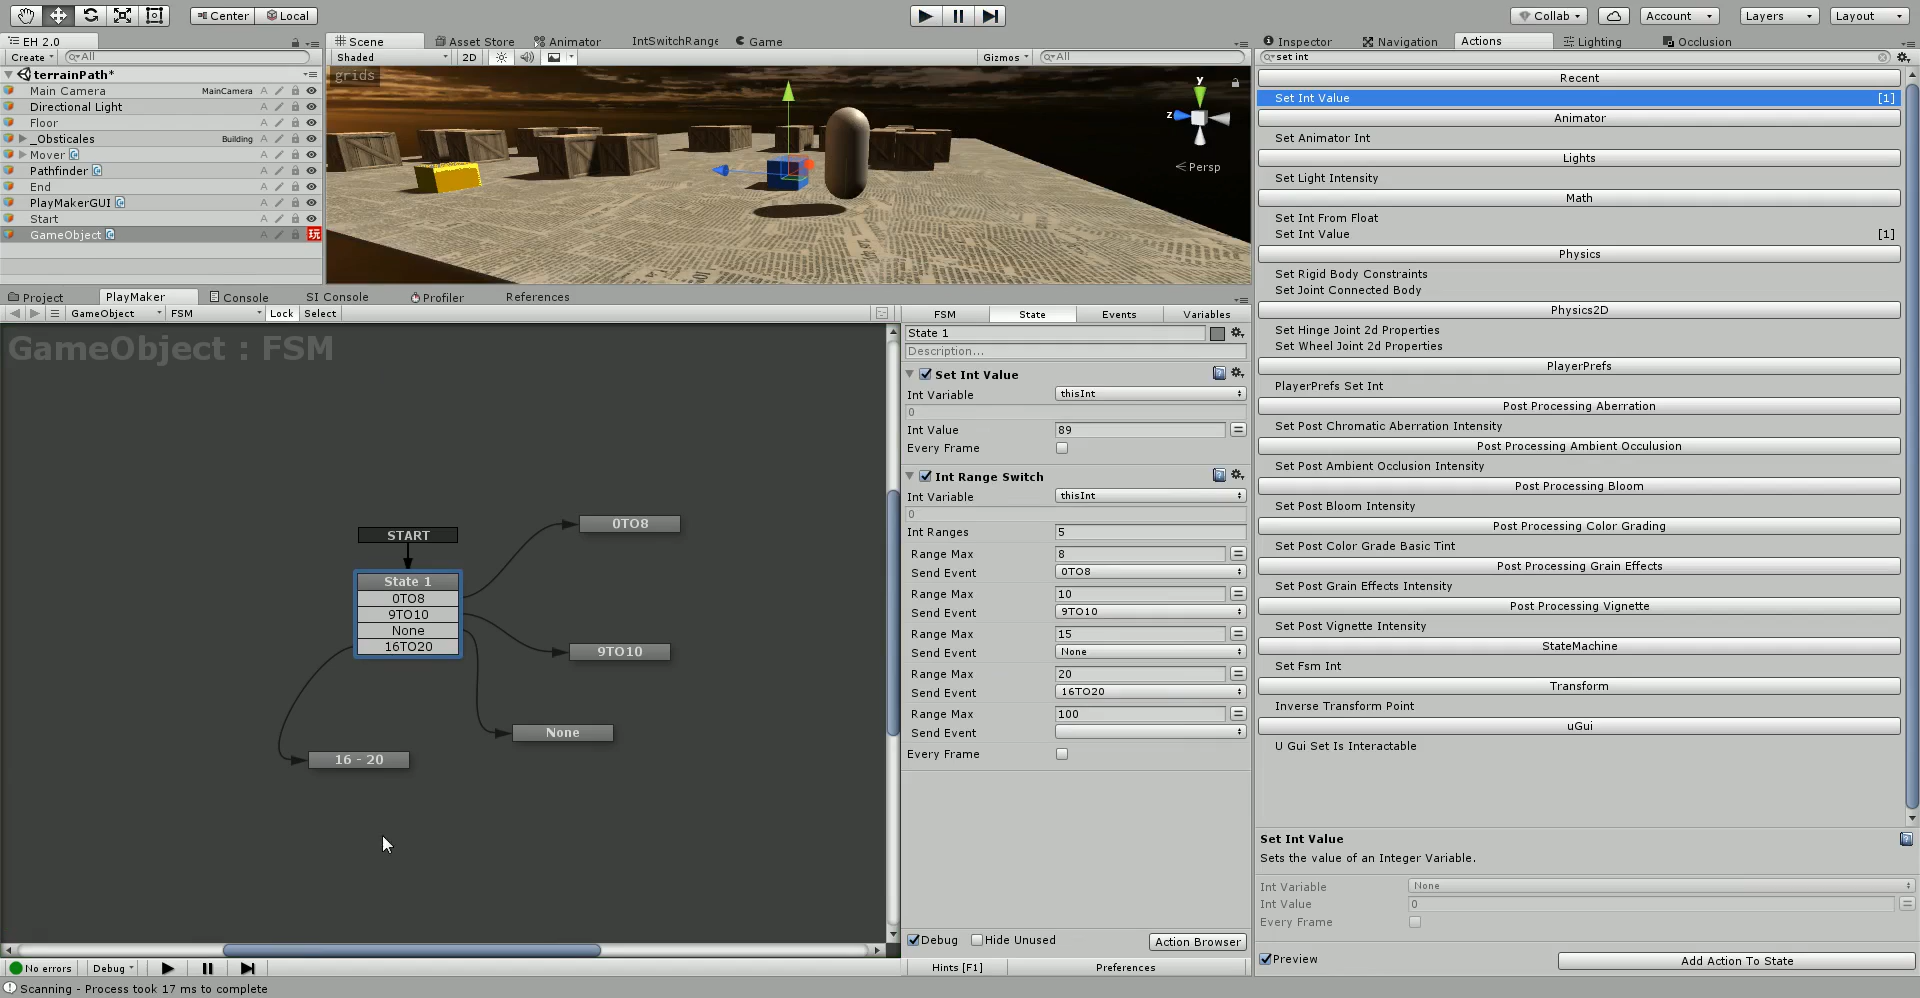 Center
Local
Collab
Account
Layers
Layout
EH 2.0
Create
All
terrainPath*
Main Camera
MainCamera
Directional Light
Floor
_Obsticales
Building
Mover
Pathfinder
End
PlayMakerGUI
Start
GameObject
玩
Scene
Asset Store
Animator
IntSwitchRange
Game
Shaded
2D
Gizmos
All
grids
y
z
Persp
Project
PlayMaker
Console
SI Console
Profiler
References
GameObject
FSM
Lock
Select
GameObject : FSM
START
State 1
0TO8
9TO10
None
16TO20
0TO8
9TO10
None
16 - 20
No errors
Debug
Scanning - Process took 17 ms to complete
FSM
State
Events
Variables
State 1
Description...
Set Int Value
Int Variable
thisInt
0
Int Value
89
Every Frame
Int Range Switch
Int Variable
thisInt
0
Int Ranges
5
Range Max
8
Send Event
0TO8
Range Max
10
Send Event
9TO10
Range Max
15
Send Event
None
Range Max
20
Send Event
16TO20
Range Max
100
Send Event
Every Frame
Debug
Hide Unused
Action Browser
Hints [F1]
Preferences
Inspector
Navigation
Actions
Lighting
Occlusion
set int
Recent
Set Int Value
[1]
Animator
Set Animator Int
Lights
Set Light Intensity
Math
Set Int From Float
Set Int Value
[1]
Physics
Set Rigid Body Constraints
Set Joint Connected Body
Physics2D
Set Hinge Joint 2d Properties
Set Wheel Joint 2d Properties
PlayerPrefs
PlayerPrefs Set Int
Post Processing Aberration
Set Post Chromatic Aberration Intensity
Post Processing Ambient Occulusion
Set Post Ambient Occlusion Intensity
Post Processing Bloom
Set Post Bloom Intensity
Post Processing Color Grading
Set Post Color Grade Basic Tint
Post Processing Grain Effects
Set Post Grain Effects Intensity
Post Processing Vignette
Set Post Vignette Intensity
StateMachine
Set Fsm Int
Transform
Inverse Transform Point
uGui
U Gui Set Is Interactable
Set Int Value
Sets the value of an Integer Variable.
Int Variable
None
Int Value
0
Every Frame
Preview
Add Action To State